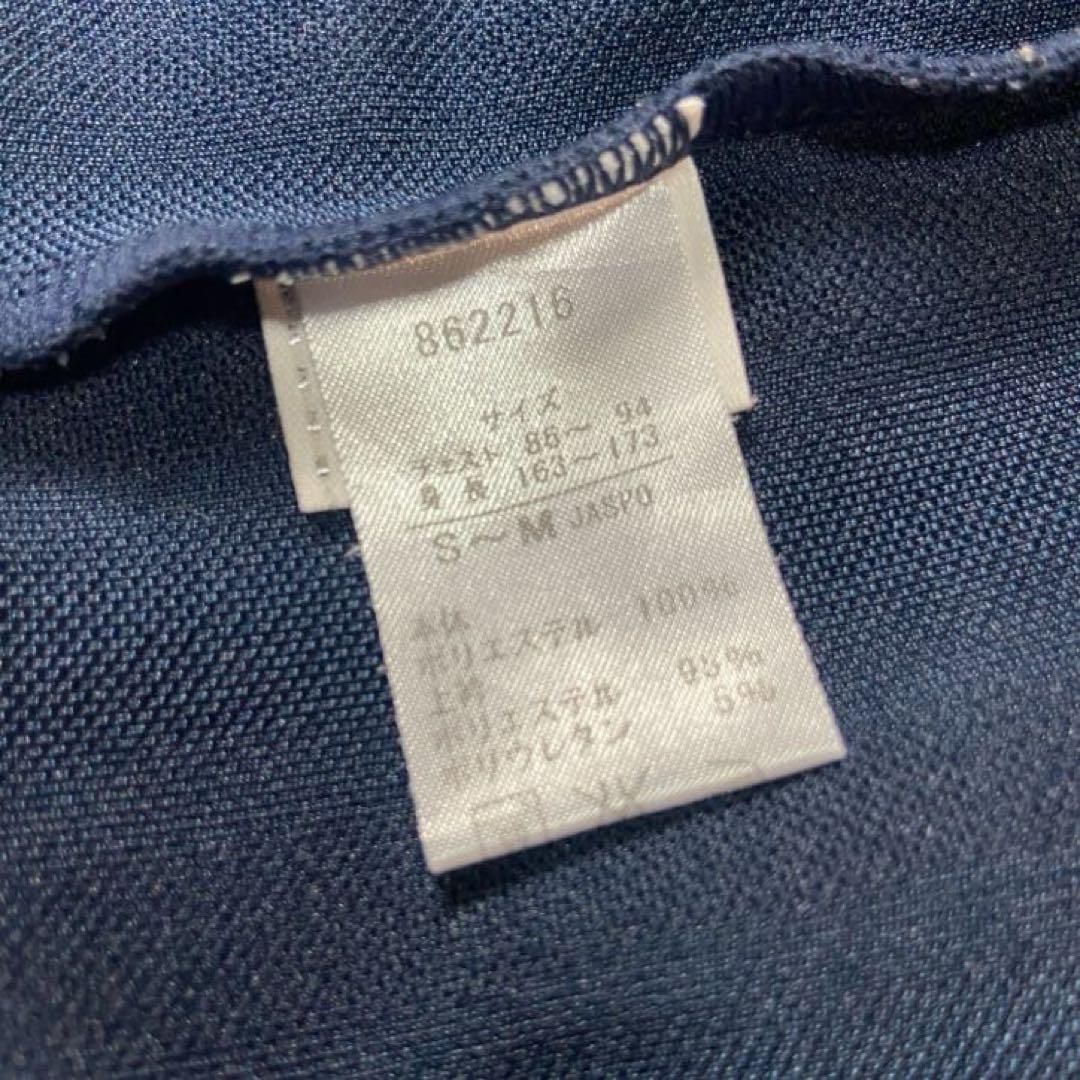 862216
サイズ
チェスト 86～ 94
身長 163～173
S～M JASPO
本体
ポリエステル 100%
ポリエステル 95%
ポリウレタン 5%